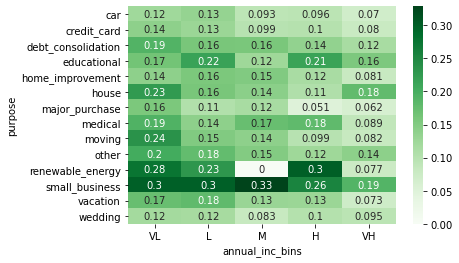 car 0.12 0.13 0.093 0.096 0.07
credit_card 0.14 0.13 0.099 0.1 0.08
debt_consolidation 0.19 0.16 0.16 0.14 0.12
educational 0.17 0.22 0.12 0.21 0.16
home_improvement 0.14 0.16 0.15 0.12 0.081
house 0.23 0.16 0.14 0.11 0.18
major_purchase 0.16 0.11 0.12 0.051 0.062
medical 0.19 0.14 0.17 0.18 0.089
moving 0.24 0.15 0.14 0.099 0.082
other 0.2 0.18 0.15 0.12 0.14
renewable_energy 0.28 0.23 0 0.3 0.077
small_business 0.3 0.3 0.33 0.26 0.19
vacation 0.17 0.18 0.13 0.13 0.073
wedding 0.12 0.12 0.083 0.1 0.095
VL L M H VH
annual_inc_bins
purpose
0.30
0.25
0.20
0.15
0.10
0.05
0.00